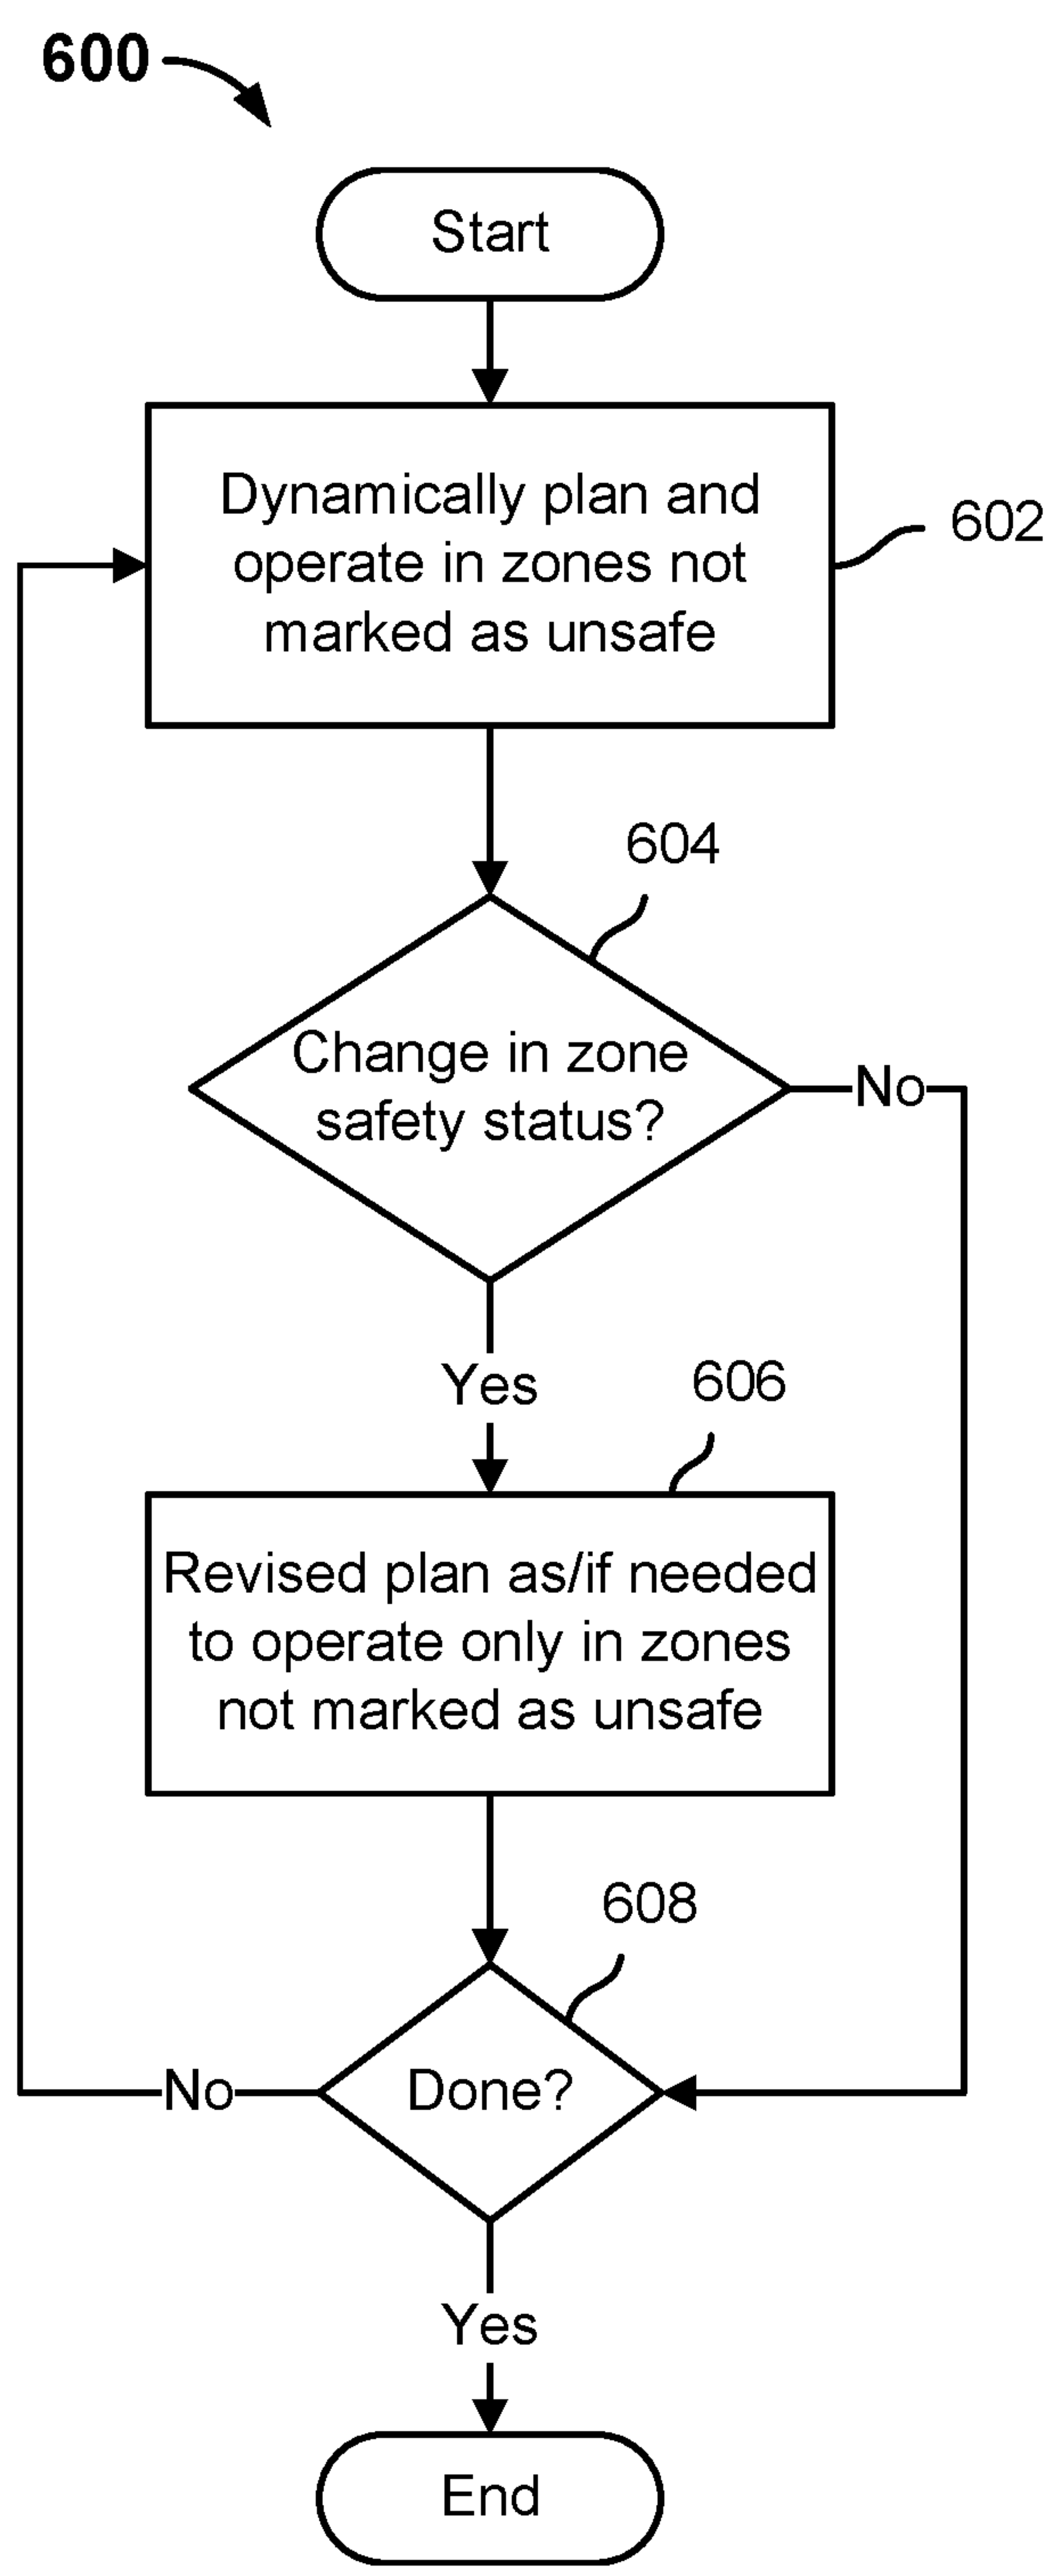 600
Start
Dynamically plan and
operate in zones not
marked as unsafe
602
604
Change in zone
safety status?
No
Yes
606
Revised plan as/if needed
to operate only in zones
not marked as unsafe
608
Done?
No
Yes
End